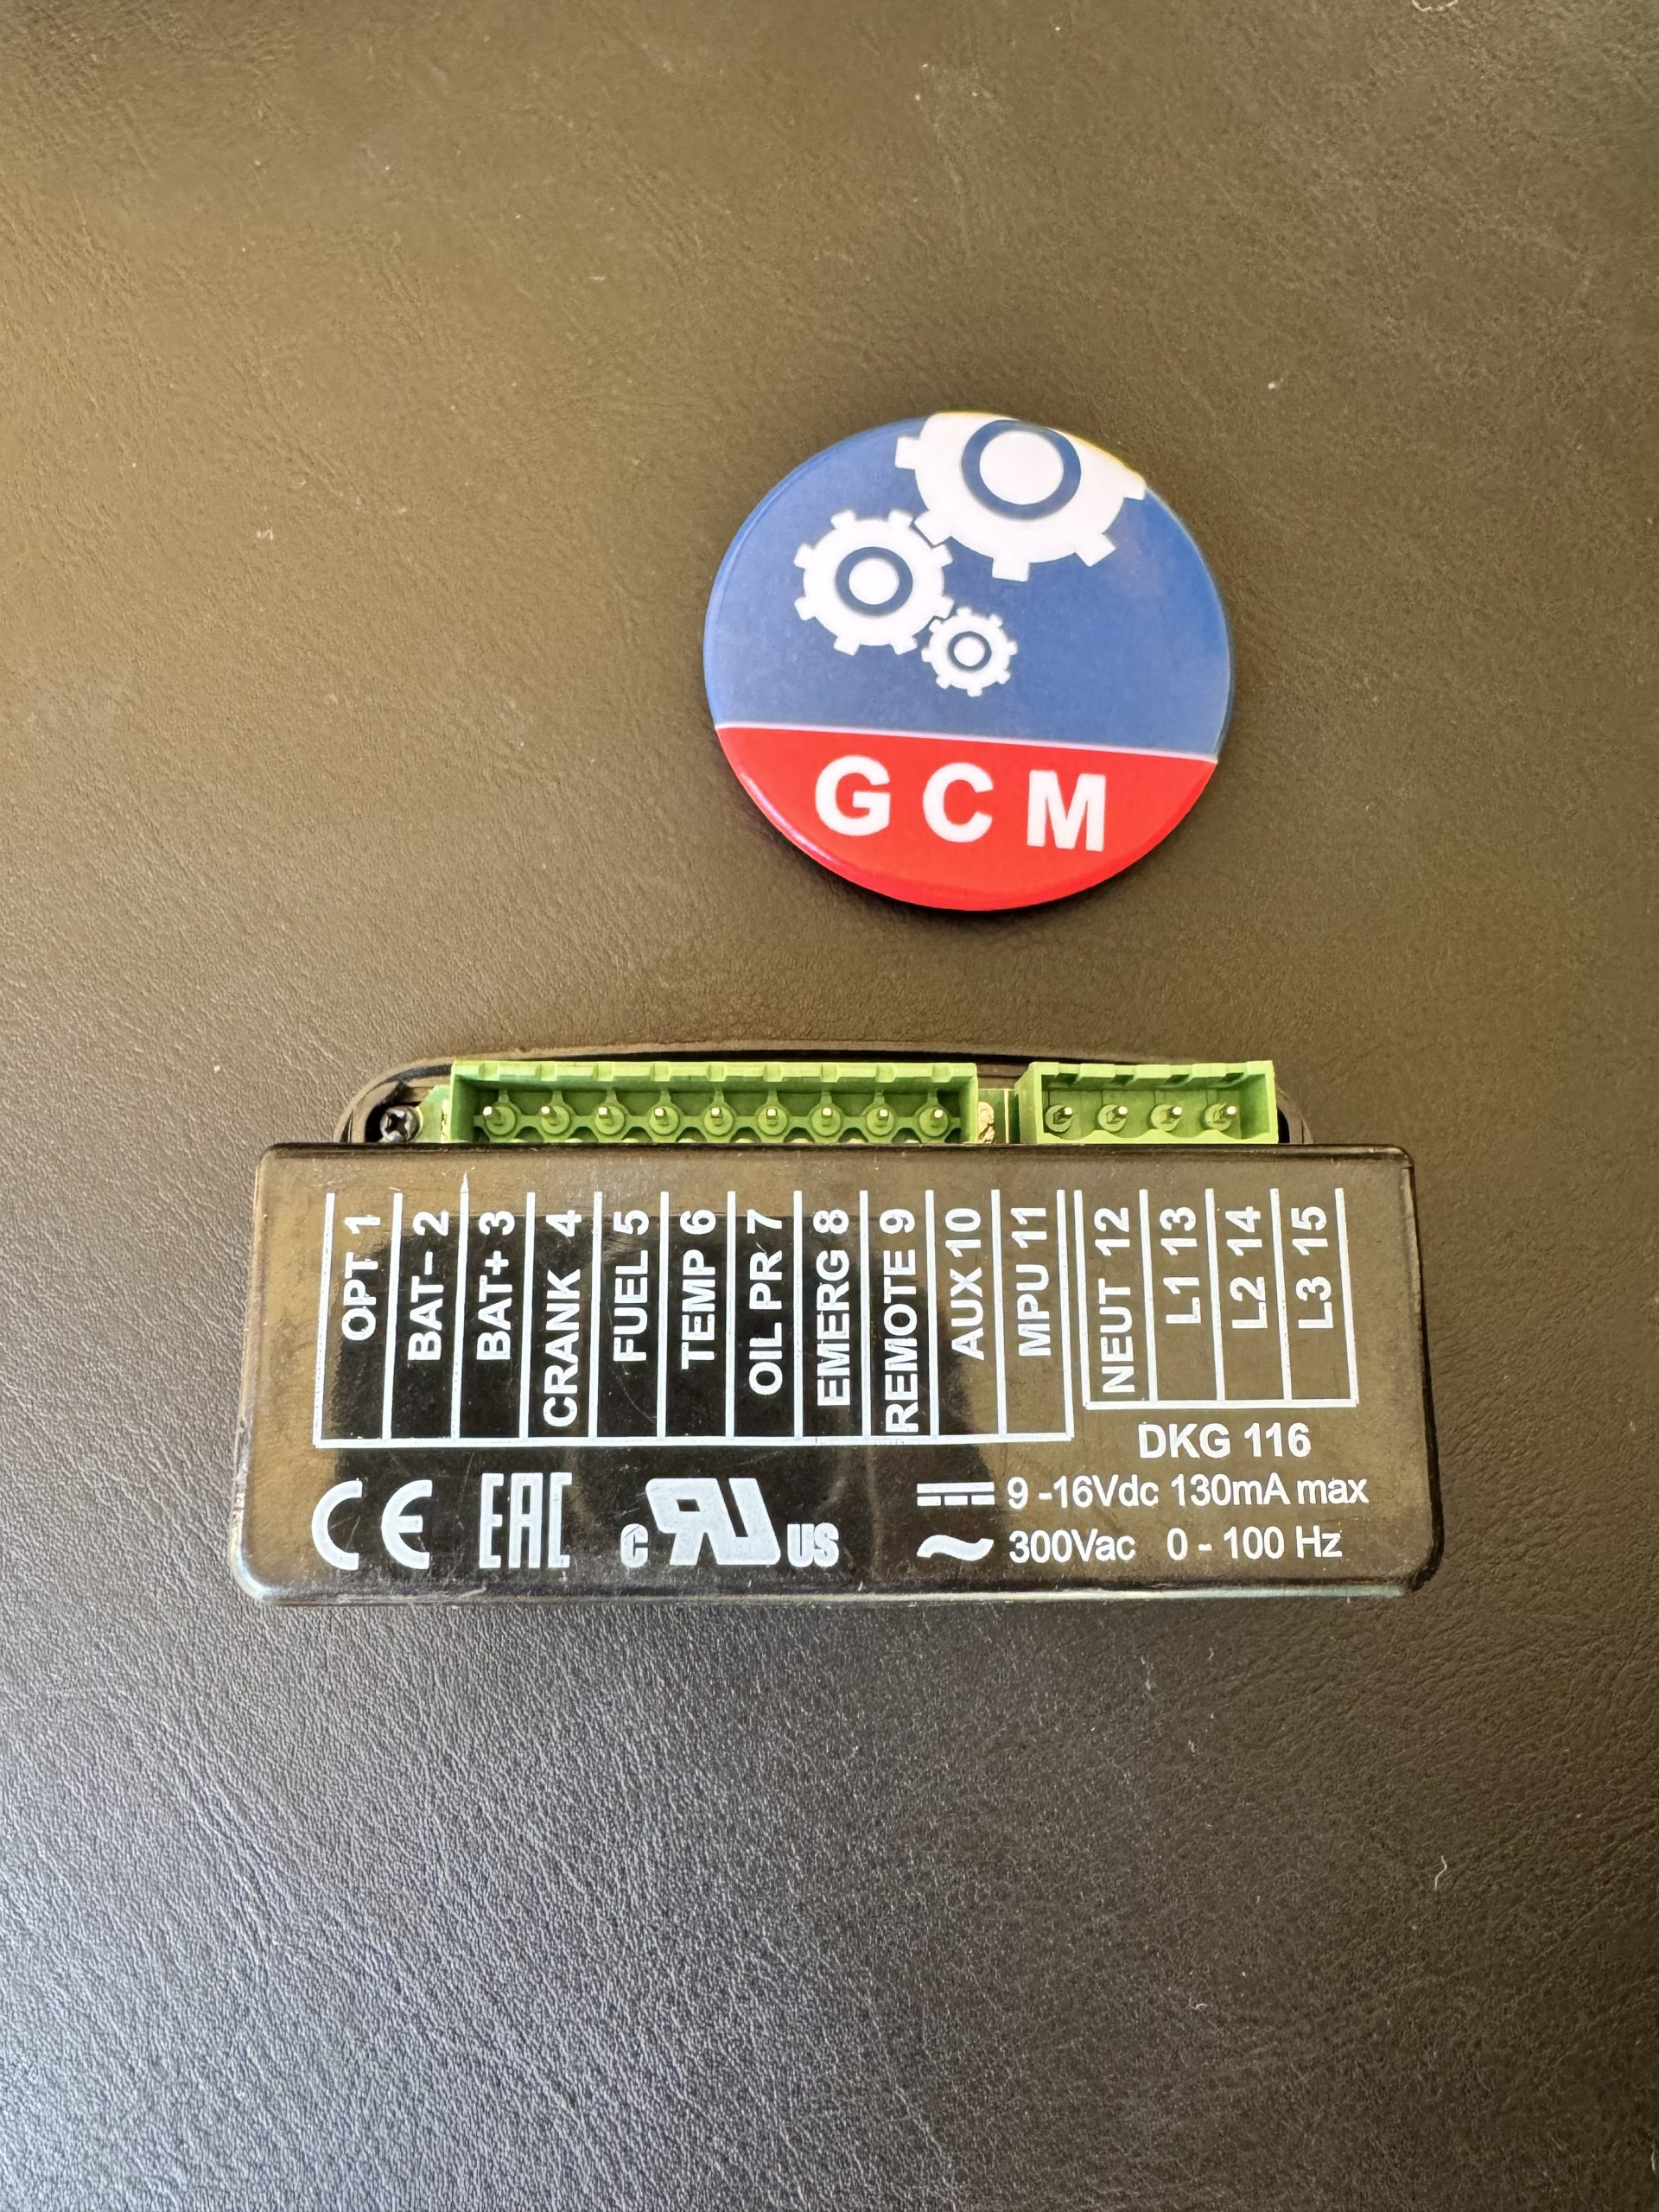 G C M
OPT 1
BAT- 2
BAT+ 3
CRANK 4
FUEL 5
TEMP 6
OIL PR 7
EMERG 8
REMOTE 9
AUX 10
MPU 11
NEUT 12
L1 13
L2 14
L3 15
DKG 116
CE EAC c RU US
9 -16Vdc 130mA max
~ 300Vac 0 - 100 Hz